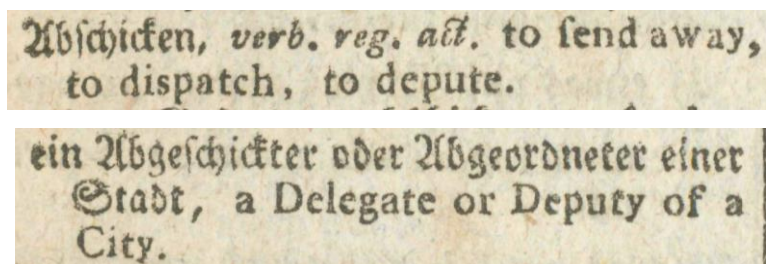 Abſchicken, verb. reg. act. to ſend away,
to dispatch, to depute.
ein Abgeſchickter oder Abgeordneter einer
Stadt, a Delegate or Deputy of a
City.